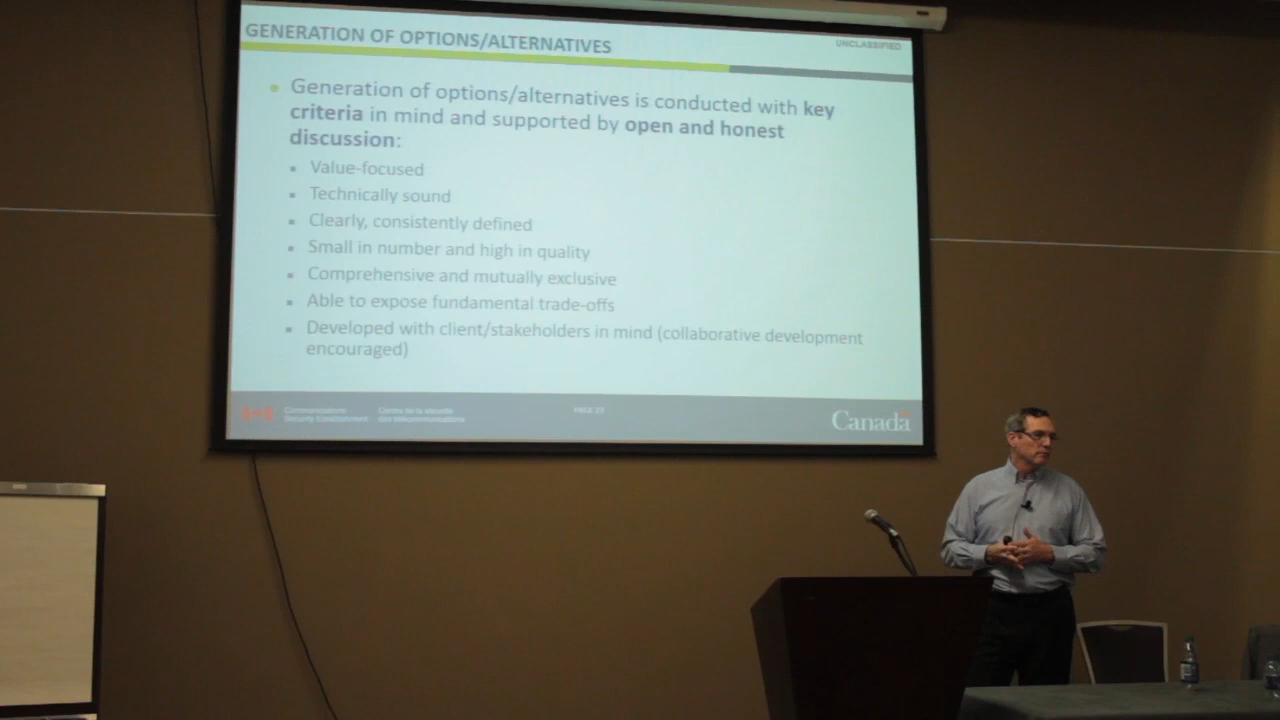 GENERATION OF OPTIONS/ALTERNATIVES
UNCLASSIFIED
Generation of options/alternatives is conducted with key
criteria in mind and supported by open and honest
discussion:
Value-focused
Technically sound
Clearly, consistently defined
Small in number and high in quality
Comprehensive and mutually exclusive
Able to expose fundamental trade-offs
Developed with client/stakeholders in mind (collaborative development
encouraged)
Communications
Security Establishment
Centre de la sécurité
des télécommunications
PAGE 23
Canada